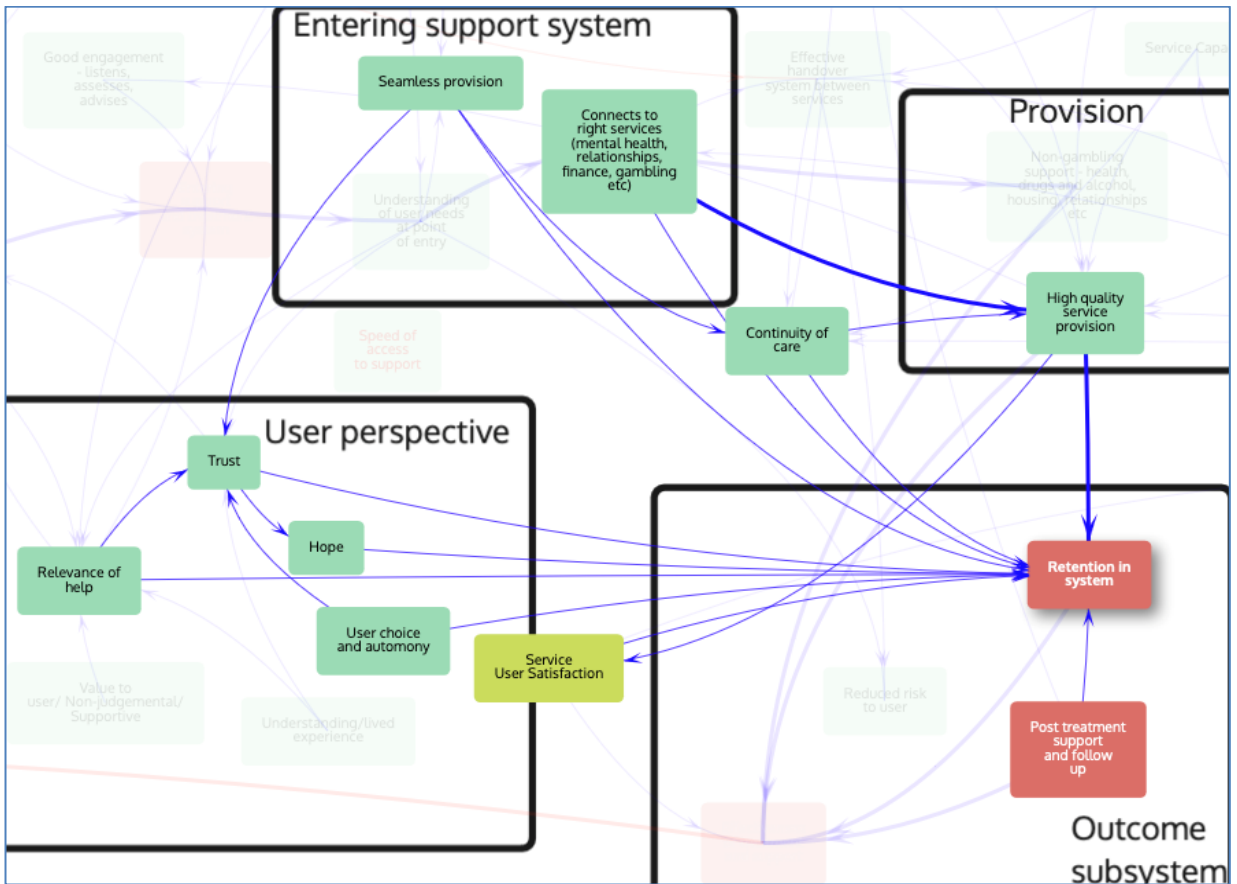 Entering support system
Good engagement
- listens,
assesses,
advises
Seamless provision
Effective
handover
system between
services
Service Capa
Connects to
right services
(mental health,
relationships,
finance, gambling
etc)
Provision
Non-gambling
support - health,
drugs and alcohol,
housing, relationships
etc
Understanding
of user needs
at point
of entry
High quality
service
provision
Continuity of
care
Speed of
access
to support
User perspective
Trust
Hope
Relevance of
help
Retention in
system
User choice
and automony
Service
User Satisfaction
Value to
user/ Non-judgemental/
Supportive
Understanding/lived
experience
Reduced risk
to user
Post treatment
support
and follow
up
Outcome
subsystem